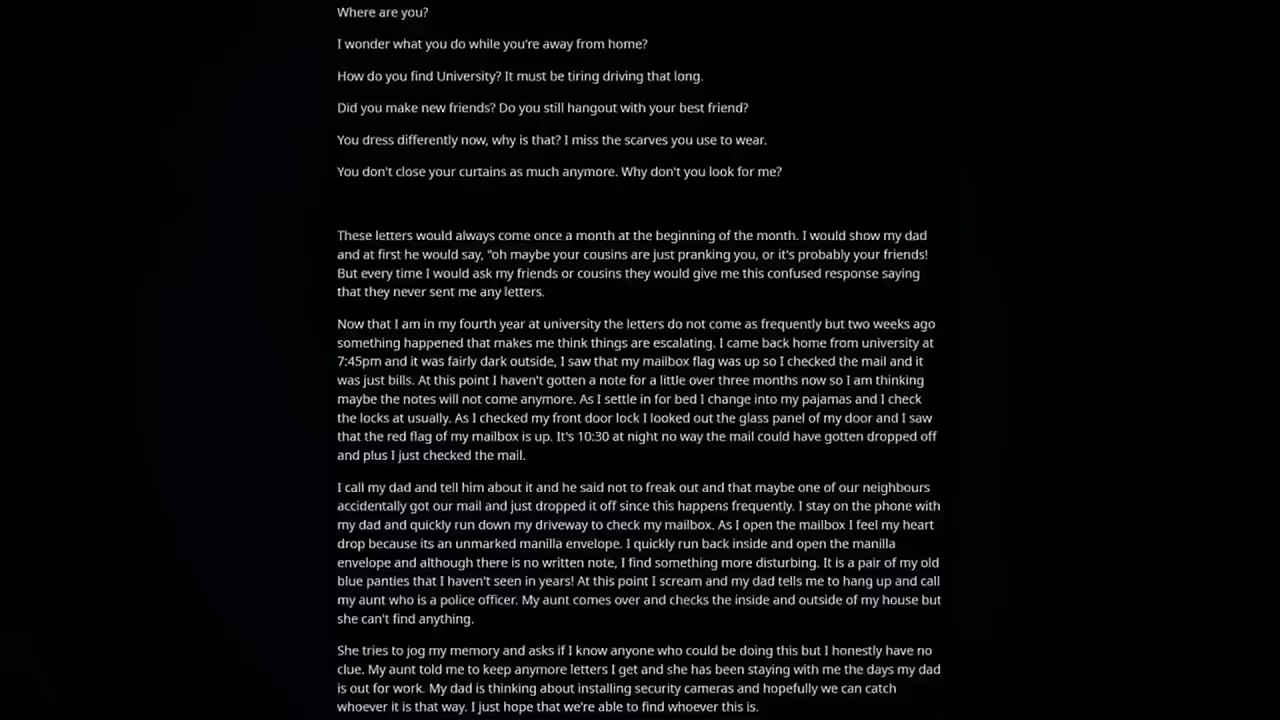 Where are you?
I wonder what you do while you're away from home?
How do you find University? It must be tiring driving that long.
Did you make new friends? Do you still hangout with your best friend?
You dress differently now, why is that? I miss the scarves you use to wear.
You don't close your curtains as much anymore. Why don't you look for me?
These letters would always come once a month at the beginning of the month. I would show my dad
and at first he would say, "oh maybe your cousins are just pranking you, or it's probably your friends!
But every time I would ask my friends or cousins they would give me this confused response saying
that they never sent me any letters.
Now that I am in my fourth year at university the letters do not come as frequently but two weeks ago
something happened that makes me think things are escalating. I came back home from university at
7:45pm and it was fairly dark outside, I saw that my mailbox flag was up so I checked the mail and it
was just bills. At this point I haven't gotten a note for a little over three months now so I am thinking
maybe the notes will not come anymore. As I settle in for bed I change into my pajamas and I check
the locks at usually. As I checked my front door lock I looked out the glass panel of my door and I saw
that the red flag of my mailbox is up. It's 10:30 at night no way the mail could have gotten dropped off
and plus I just checked the mail.
I call my dad and tell him about it and he said not to freak out and that maybe one of our neighbours
accidentally got our mail and just dropped it off since this happens frequently. I stay on the phone with
my dad and quickly run down my driveway to check my mailbox. As I open the mailbox I feel my heart
drop because its an unmarked manilla envelope. I quickly run back inside and open the manilla
envelope and although there is no written note, I find something more disturbing. It is a pair of my old
blue panties that I haven't seen in years! At this point I scream and my dad tells me to hang up and call
my aunt who is a police officer. My aunt comes over and checks the inside and outside of my house but
she can't find anything.
She tries to jog my memory and asks if I know anyone who could be doing this but I honestly have no
clue. My aunt told me to keep anymore letters I get and she has been staying with me the days my dad
is out for work. My dad is thinking about installing security cameras and hopefully we can catch
whoever it is that way. I just hope that we're able to find whoever this is.